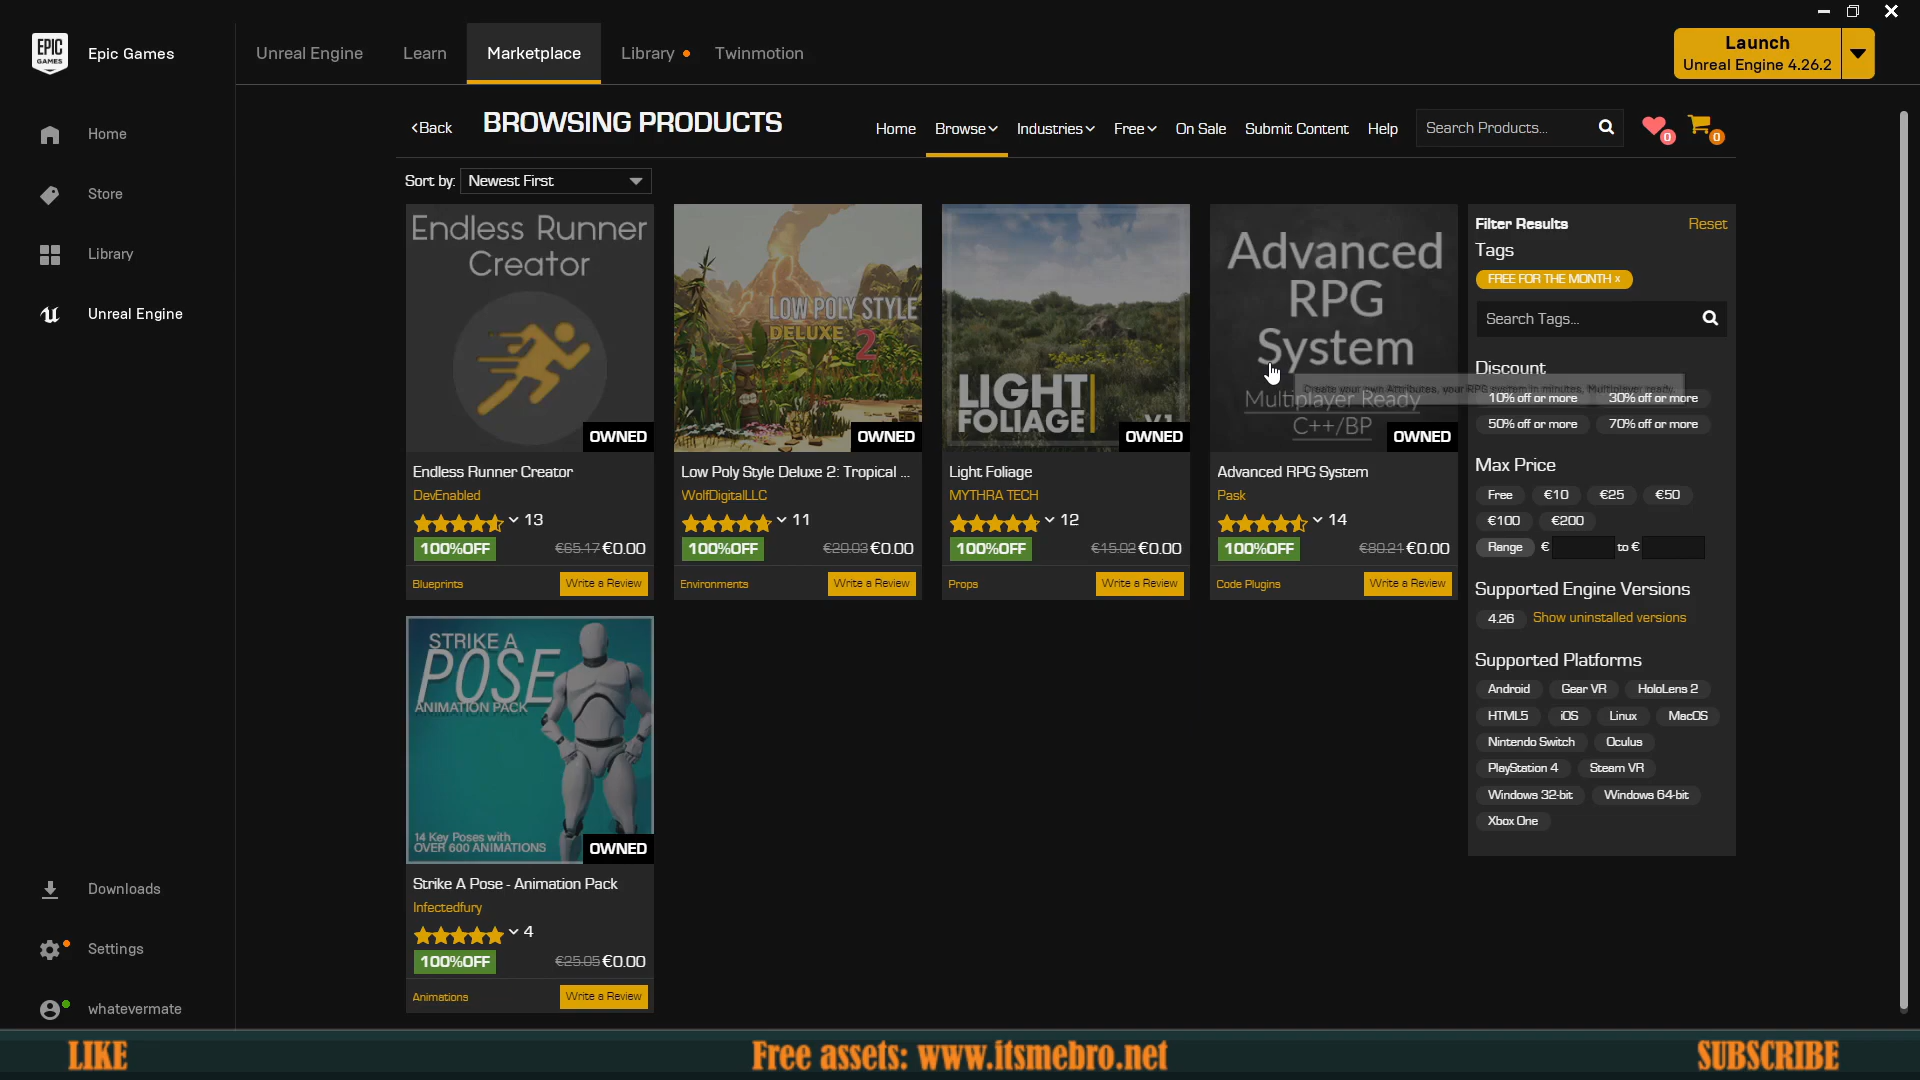 EPIC GAMES
Epic Games
Unreal Engine
Learn
Marketplace
Library
Twinmotion
Launch
Unreal Engine 4.26.2
Home
Store
Library
Unreal Engine
Downloads
Settings
whatevermate
<Back
BROWSING PRODUCTS
Home
Browse
Industries
Free
On Sale
Submit Content
Help
Search Products...
0
0
Sort by:
Newest First
Endless Runner
Creator
OWNED
Endless Runner Creator
DevEnabled
13
100%OFF
€65.17 €0.00
Blueprints
Write a Review
LOW POLY STYLE
DELUXE 2
OWNED
Low Poly Style Deluxe 2: Tropical ...
WolfDigitalLLC
11
100%OFF
€20.03 €0.00
Environments
Write a Review
LIGHT
FOLIAGE
V1
OWNED
Light Foliage
MYTHRA TECH
12
100%OFF
€15.02 €0.00
Props
Write a Review
Advanced
RPG
System
Create your own Attributes, your RPG system in minutes, Multiplayer ready.
Multiplayer Ready
C++/BP
OWNED
Advanced RPG System
Pask
14
100%OFF
€80.21 €0.00
Code Plugins
Write a Review
STRIKE A
POSE
ANIMATION PACK
14 Key Poses with
OVER 600 ANIMATIONS
OWNED
Strike A Pose - Animation Pack
Infectedfury
4
100%OFF
€25.05 €0.00
Animations
Write a Review
Filter Results
Reset
Tags
FREE FOR THE MONTH ×
Search Tags...
Discount
10% off or more
30% off or more
50% off or more
70% off or more
Max Price
Free
€10
€25
€50
€100
€200
Range
€
to €
Supported Engine Versions
4.26
Show uninstalled versions
Supported Platforms
Android
Gear VR
HoloLens 2
HTML5
iOS
Linux
MacOS
Nintendo Switch
Oculus
PlayStation 4
Steam VR
Windows 32-bit
Windows 64-bit
Xbox One
LIKE
Free assets: www.itsmebro.net
SUBSCRIBE